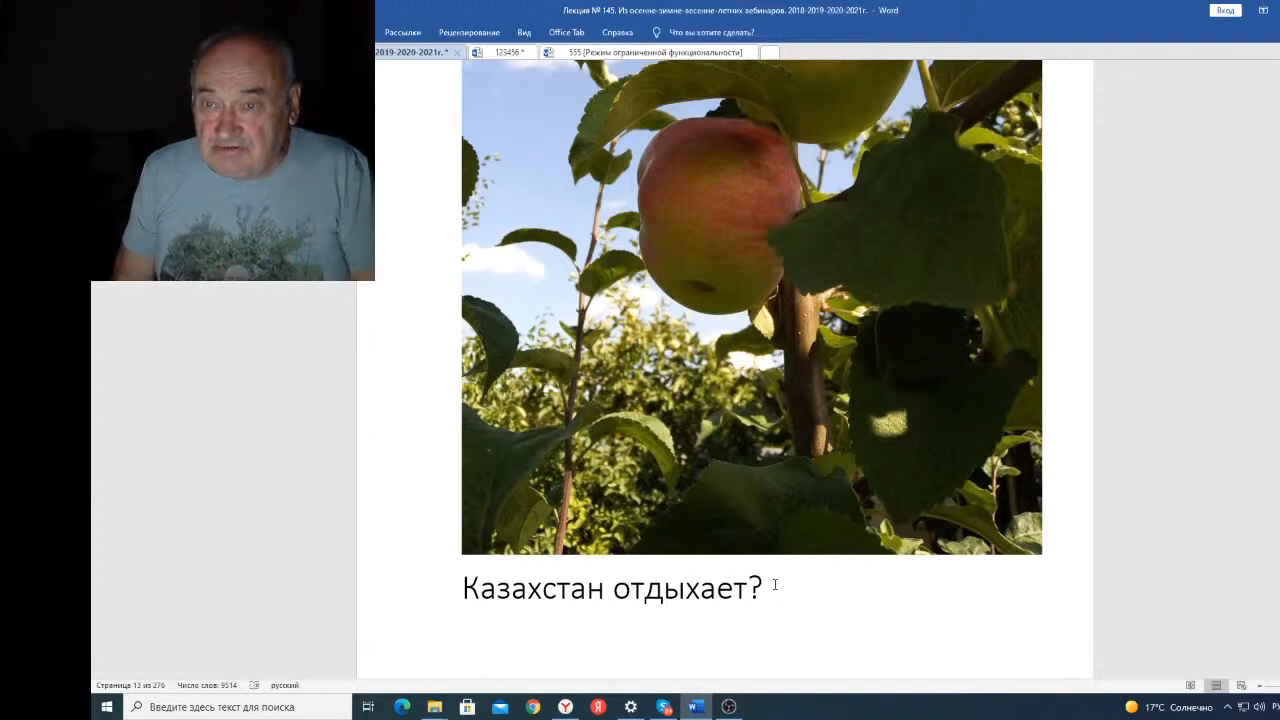 Лекция № 145. Из осенне-зимне-весенне-летних вебинаров. 2018-2019-2020-2021г. - Word
Вход
Рассылки Рецензирование Вид Office Tab Справка Что вы хотите сделать?
2019-2020-2021г. * 123456 * 555 [Режим ограниченной функциональности]
Казахстан отдыхает?
Страница 13 из 276 Число слов: 9514 русский
Введите здесь текст для поиска
17°C Солнечно